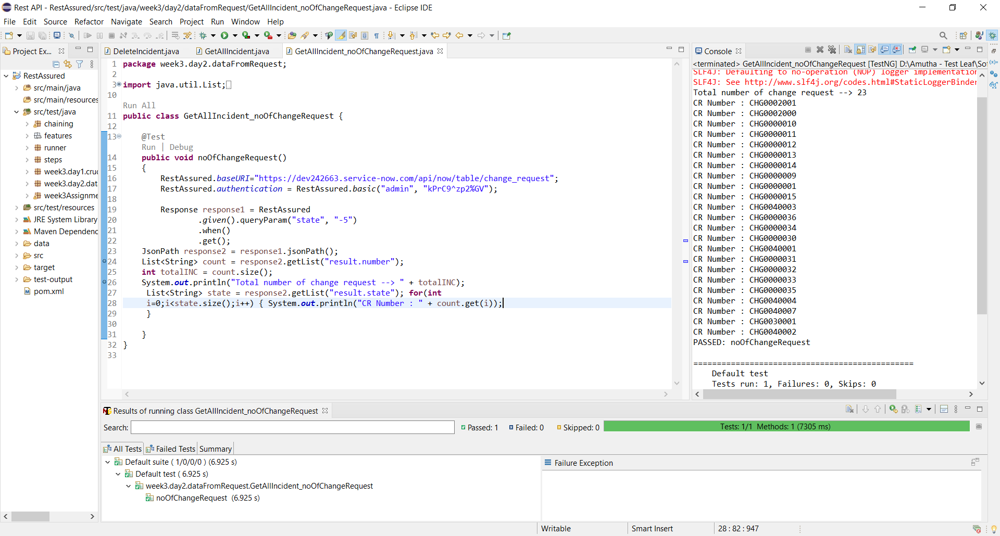 Rest API - RestAssured/src/test/java/week3/day2/dataFromRequest/GetAllIncident_noOfChangeRequest.java - Eclipse IDE
File Edit Source Refactor Navigate Search Project Run Window Help
Project Ex...
RestAssured
src/main/java
src/main/resources
src/test/java
chaining
features
runner
steps
week3.day1.cruc
week3.day2.dat
week3Assignme
src/test/resources
JRE System Library
Maven Dependenc
data
src
target
test-output
pom.xml
DeleteIncident.java GetAllIncident.java GetAllIncident_noOfChangeRequest.java
1 package week3.day2.dataFromRequest;
2
3 import java.util.List;
10
Run All
11 public class GetAllIncident_noOfChangeRequest {
12
13 @Test
Run | Debug
14 public void noOfChangeRequest()
15 {
16 RestAssured.baseURI="https://dev242663.service-now.com/api/now/table/change_request";
17 RestAssured.authentication = RestAssured.basic("admin", "kPrC9^zp2%GV");
18
19 Response response1 = RestAssured
20 .given().queryParam("state", "-5")
21 .when()
22 .get();
23 JsonPath response2 = response1.jsonPath();
24 List<String> count = response2.getList("result.number");
25 int totalINC = count.size();
26 System.out.println("Total number of change request --> " + totalINC);
27 List<String> state = response2.getList("result.state"); for(int
28 i=0;i<state.size();i++) { System.out.println("CR Number : " + count.get(i));
29 }
30
31 }
32 }
33
Console
<terminated> GetAllIncident_noOfChangeRequest [TestNG] D:\Amutha - Test Leaf\So
SLF4J: Defaulting to no-operation (NOP) logger implementation
SLF4J: See http://www.slf4j.org/codes.html#StaticLoggerBinder
Total number of change request --> 23
CR Number : CHG0002001
CR Number : CHG0002000
CR Number : CHG0000010
CR Number : CHG0000011
CR Number : CHG0000012
CR Number : CHG0000013
CR Number : CHG0000014
CR Number : CHG0000009
CR Number : CHG0000001
CR Number : CHG0000015
CR Number : CHG0040003
CR Number : CHG0000036
CR Number : CHG0000034
CR Number : CHG0000030
CR Number : CHG0040001
CR Number : CHG0000031
CR Number : CHG0000032
CR Number : CHG0000033
CR Number : CHG0000035
CR Number : CHG0040004
CR Number : CHG0040007
CR Number : CHG0030001
CR Number : CHG0040002
PASSED: noOfChangeRequest
===============================================
Default test
Tests run: 1, Failures: 0, Skips: 0
Results of running class GetAllIncident_noOfChangeRequest
Search: Passed: 1 Failed: 0 Skipped: 0 Tests: 1/1 Methods: 1 (7305 ms)
All Tests Failed Tests Summary
Default suite ( 1/0/0/0 ) (6.925 s)
Default test ( 6.925 s)
week3.day2.dataFromRequest.GetAllIncident_noOfChangeRequest
noOfChangeRequest (6.925 s)
Failure Exception
Writable Smart Insert 28 : 82 : 947